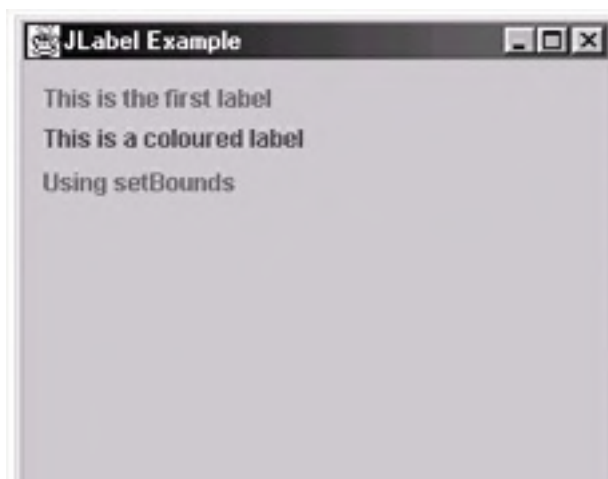 JLabel Example
This is the first label
This is a coloured label
Using setBounds